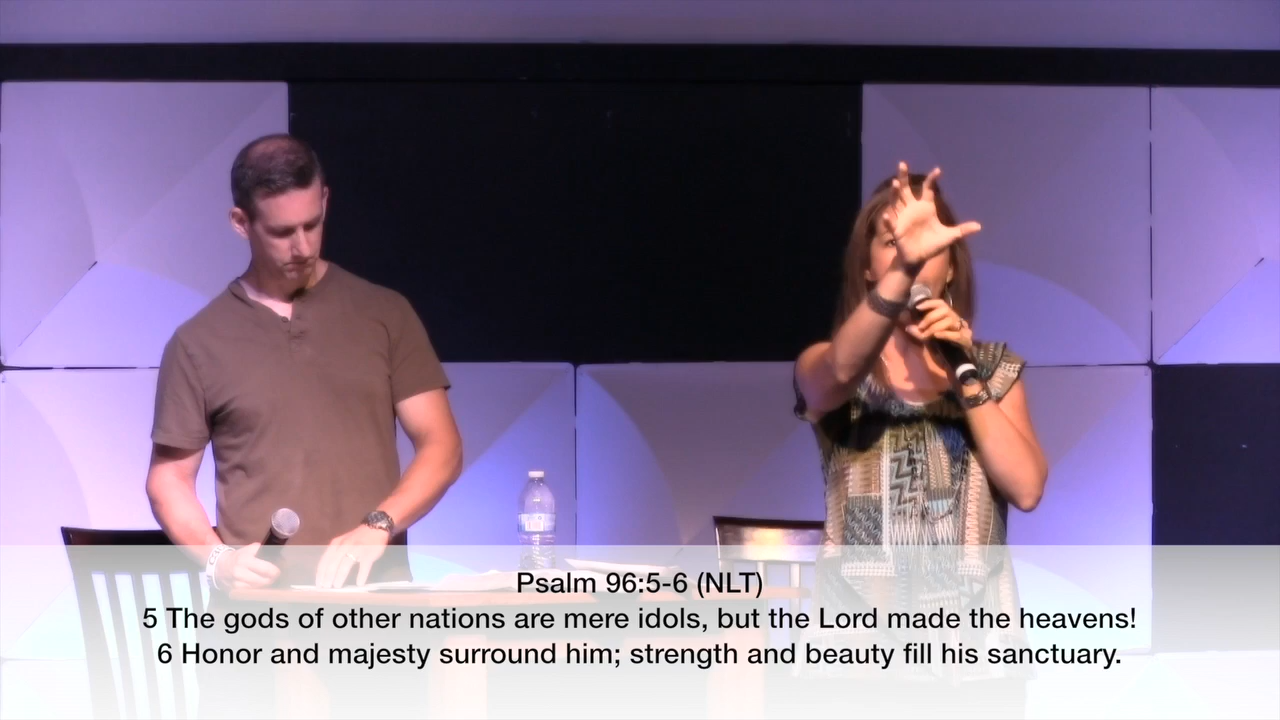 Psalm 96:5-6 (NLT)
5 The gods of other nations are mere idols, but the Lord made the heavens!
6 Honor and majesty surround him; strength and beauty fill his sanctuary.